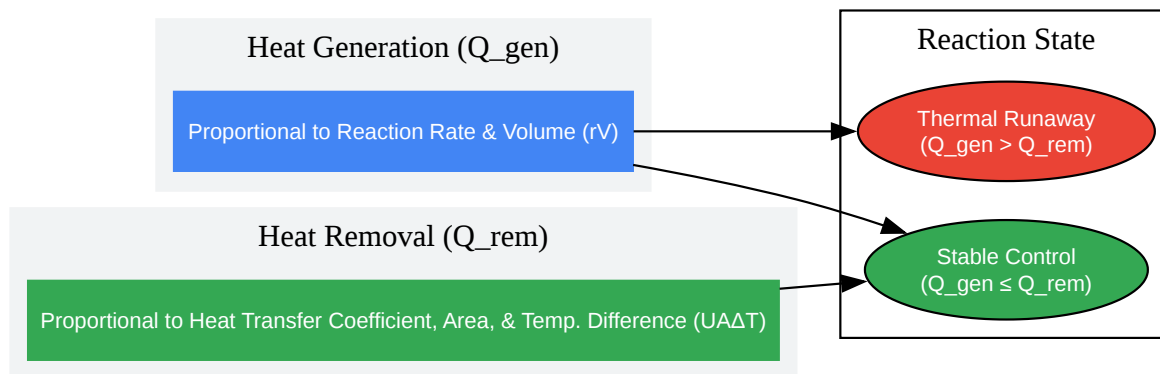 Heat Generation (Q_gen)
Proportional to Reaction Rate & Volume (rV)
Heat Removal (Q_rem)
Proportional to Heat Transfer Coefficient, Area, & Temp. Difference (UAΔT)
Reaction State
Thermal Runaway
(Q_gen > Q_rem)
Stable Control
(Q_gen ≤ Q_rem)